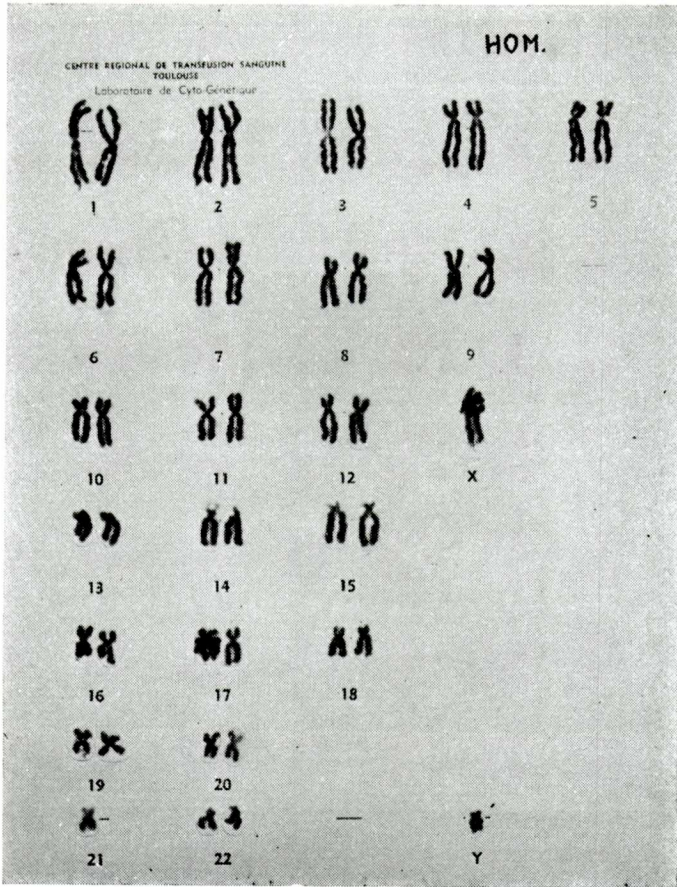 HOM.
CENTRE REGIONAL DE TRANSFUSION SANGUINE
TOULOUSE
Laboratoire de Cyto-Génétique
1 2 3 4 5
6 7 8 9
10 11 12 X
13 14 15
16 17 18
19 20
21 22 Y